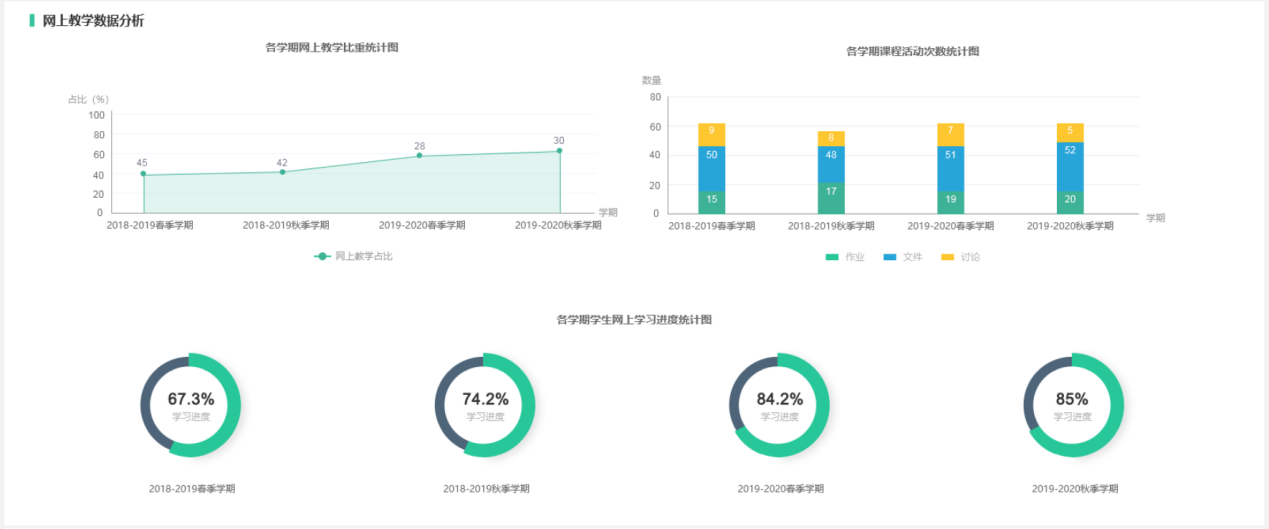 网上教学数据分析
各学期网上教学比重统计图
占比（%）
100
80
60
40
20
0
45
42
28
30
2018-2019春季学期
2018-2019秋季学期
2019-2020春季学期
2019-2020秋季学期
学期
网上教学占比
各学期课程活动次数统计图
数量
80
60
40
20
0
9
50
15
8
48
17
7
51
19
5
52
20
2018-2019春季学期
2018-2019秋季学期
2019-2020春季学期
2019-2020秋季学期
学期
作业
文件
讨论
各学期学生网上学习进度统计图
67.3%
学习进度
2018-2019春季学期
74.2%
学习进度
2018-2019秋季学期
84.2%
学习进度
2019-2020春季学期
85%
学习进度
2019-2020秋季学期